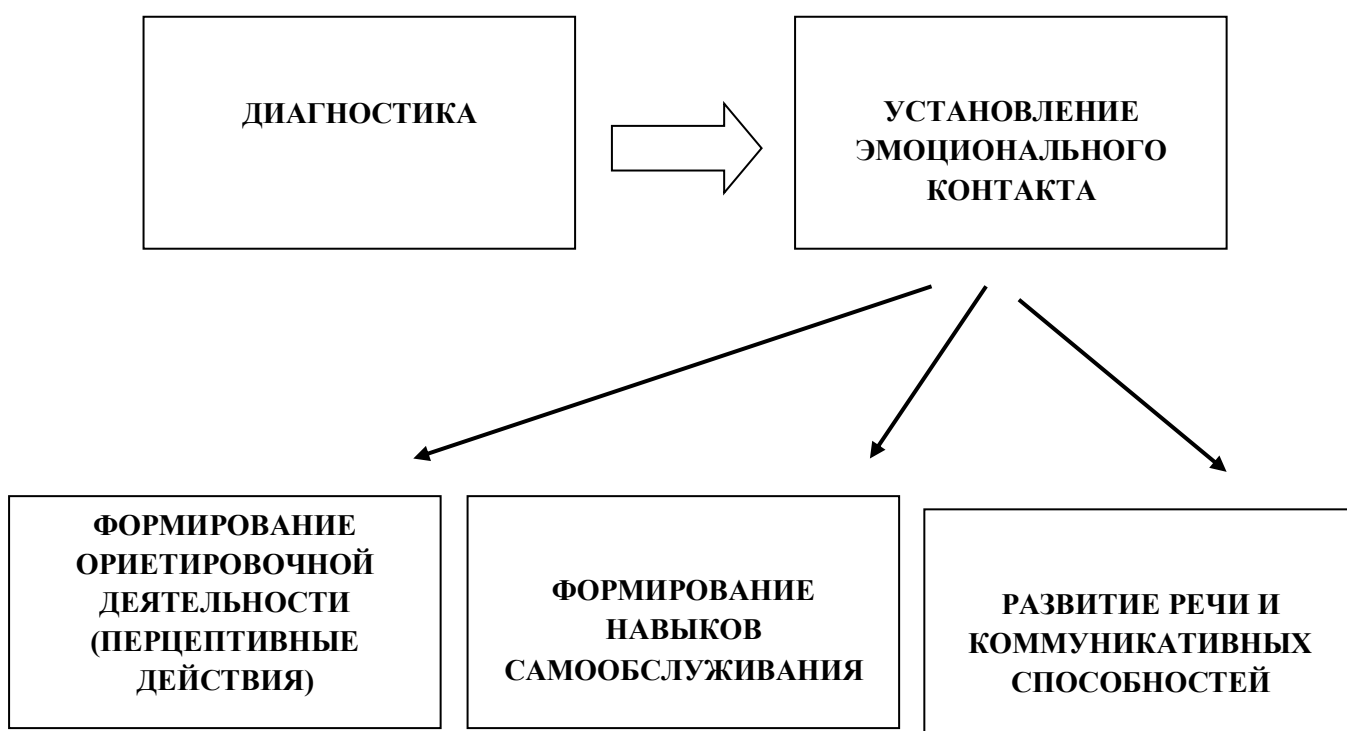 ДИАГНОСТИКА
УСТАНОВЛЕНИЕ
ЭМОЦИОНАЛЬНОГО
КОНТАКТА
ФОРМИРОВАНИЕ
ОРИЕТИРОВОЧНОЙ
ДЕЯТЕЛЬНОСТИ
(ПЕРЦЕПТИВНЫЕ
ДЕЙСТВИЯ)
ФОРМИРОВАНИЕ
НАВЫКОВ
САМООБСЛУЖИВАНИЯ
РАЗВИТИЕ РЕЧИ И
КОММУНИКАТИВНЫХ
СПОСОБНОСТЕЙ